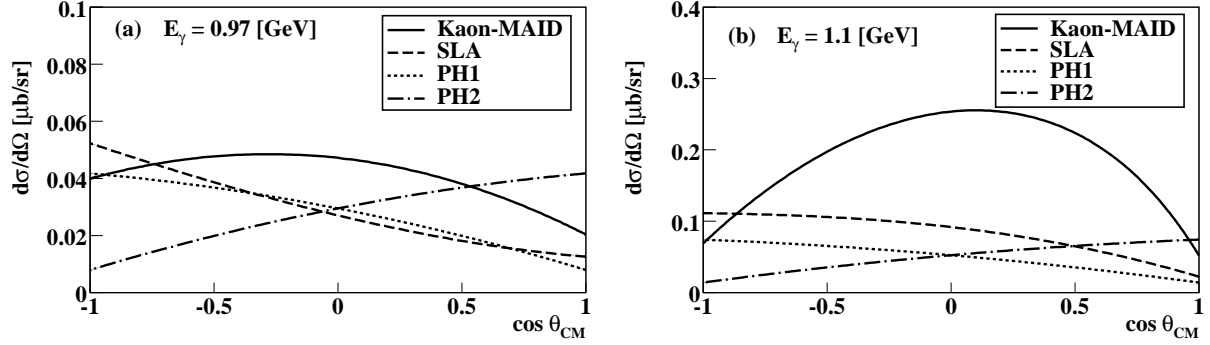 (a) E_γ = 0.97 [GeV]
Kaon-MAID
SLA
PH1
PH2
dσ/dΩ [μb/sr]
0.1
0.08
0.06
0.04
0.02
0
-1 -0.5 0 0.5 1
cos θ_CM
(b) E_γ = 1.1 [GeV]
Kaon-MAID
SLA
PH1
PH2
dσ/dΩ [μb/sr]
0.4
0.3
0.2
0.1
0
-1 -0.5 0 0.5 1
cos θ_CM